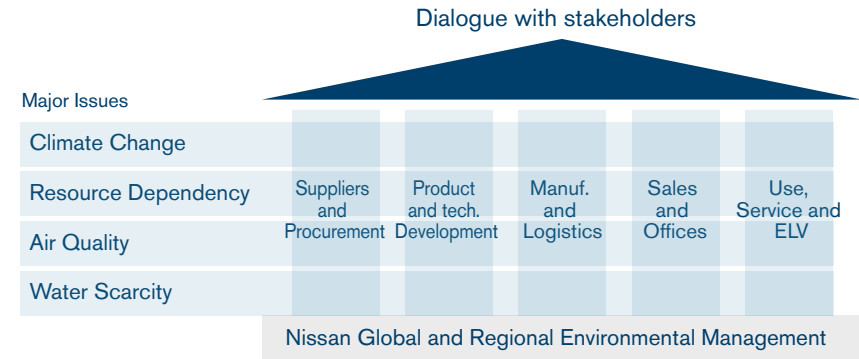 Dialogue with stakeholders
Major Issues
Climate Change
Resource Dependency
Air Quality
Water Scarcity
Suppliers
and
Procurement
Product
and tech.
Development
Manuf.
and
Logistics
Sales
and
Offices
Use,
Service and
ELV
Nissan Global and Regional Environmental Management